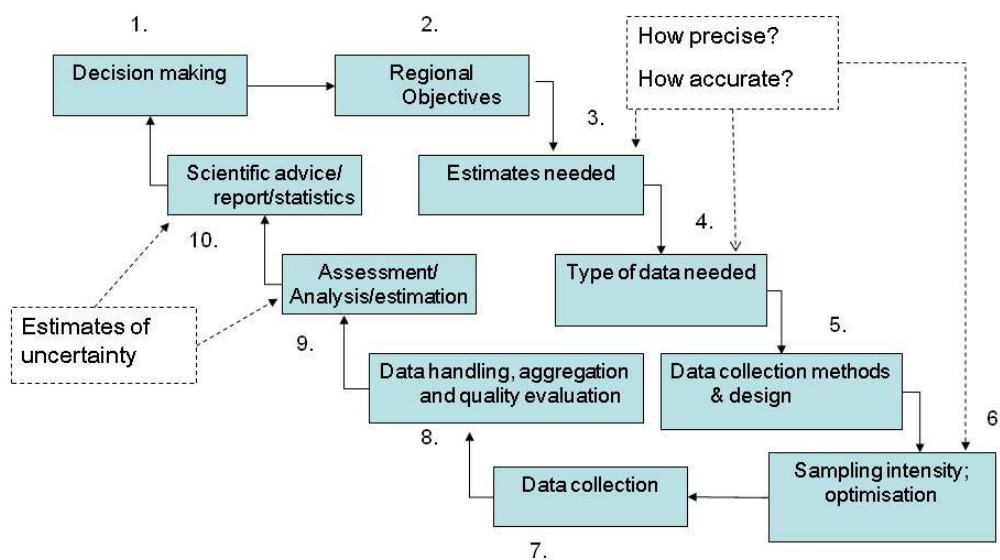 1.
Decision making
2.
Regional
Objectives
How precise?
How accurate?
3.
Estimates needed
Scientific advice/
report/statistics
10.
4.
Type of data needed
Assessment/
Analysis/estimation
Estimates of
uncertainty
9.
5.
Data collection methods
& design
Data handling, aggregation
and quality evaluation
8.
6
Sampling intensity;
optimisation
Data collection
7.